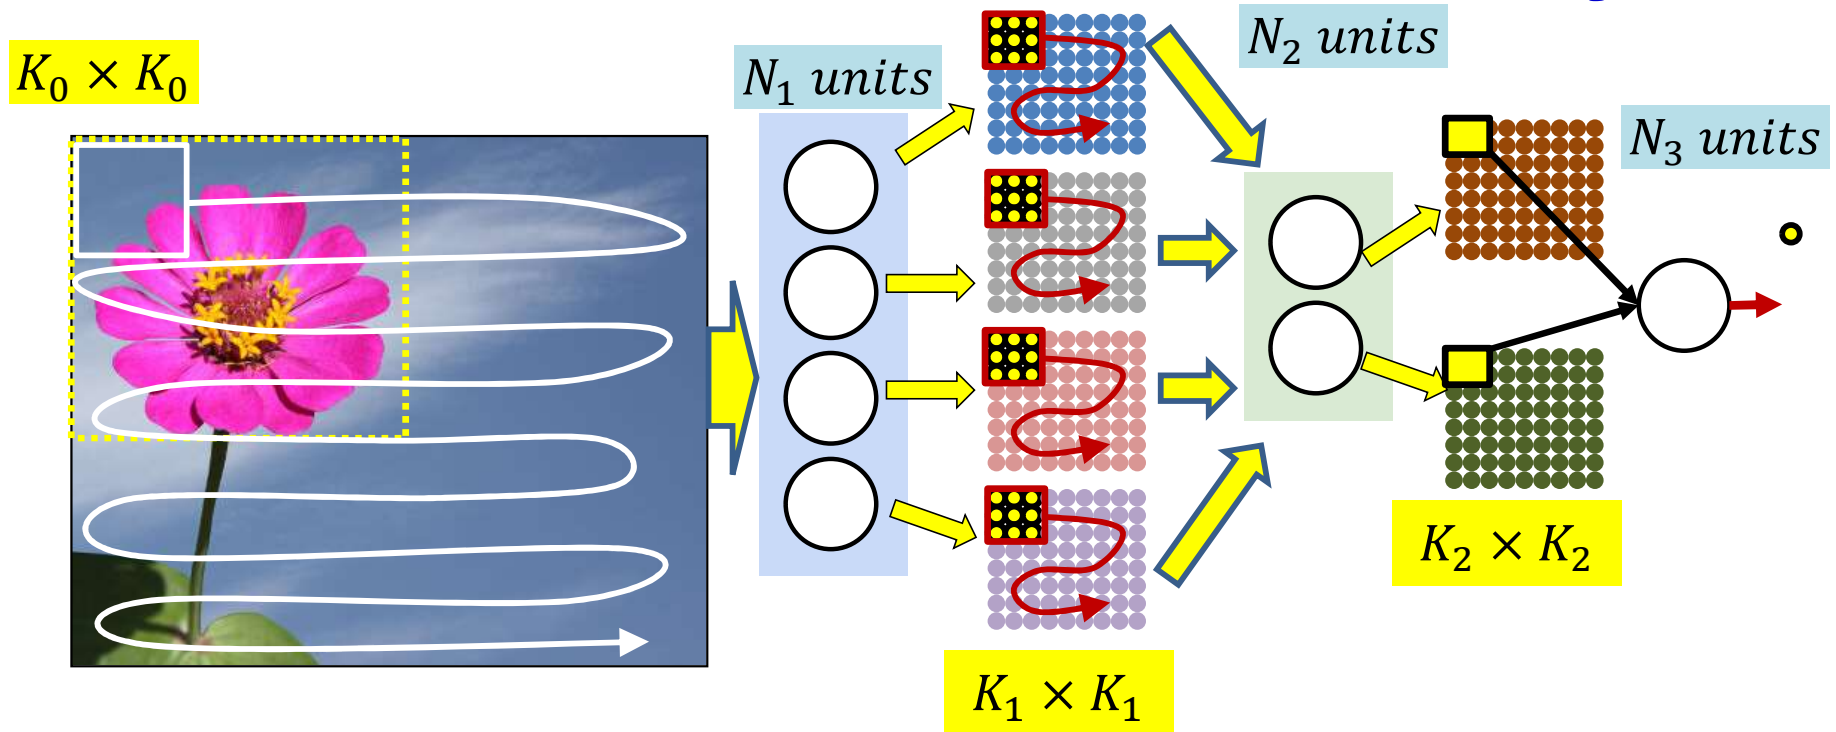 K₀ × K₀
N₁ units
N₂ units
N₃ units
K₁ × K₁
K₂ × K₂